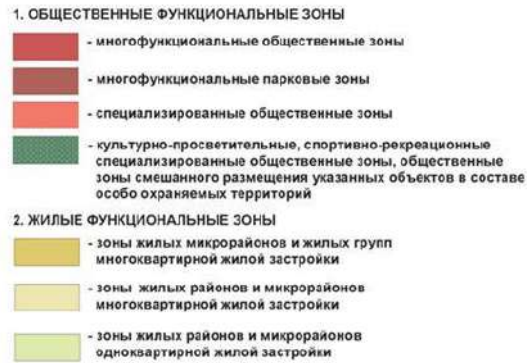 1. ОБЩЕСТВЕННЫЕ ФУНКЦИОНАЛЬНЫЕ ЗОНЫ
- многофункциональные общественные зоны
- многофункциональные парковые зоны
- специализированные общественные зоны
- культурно-просветительные, спортивно-рекреационные
специализированные общественные зоны, общественные
зоны смешанного размещения указанных объектов в составе
особо охраняемых территорий
2. ЖИЛЫЕ ФУНКЦИОНАЛЬНЫЕ ЗОНЫ
- зоны жилых микрорайонов и жилых групп
многоквартирной жилой застройки
- зоны жилых районов и микрорайонов
многоквартирной жилой застройки
- зоны жилых районов и микрорайонов
одноквартирной жилой застройки